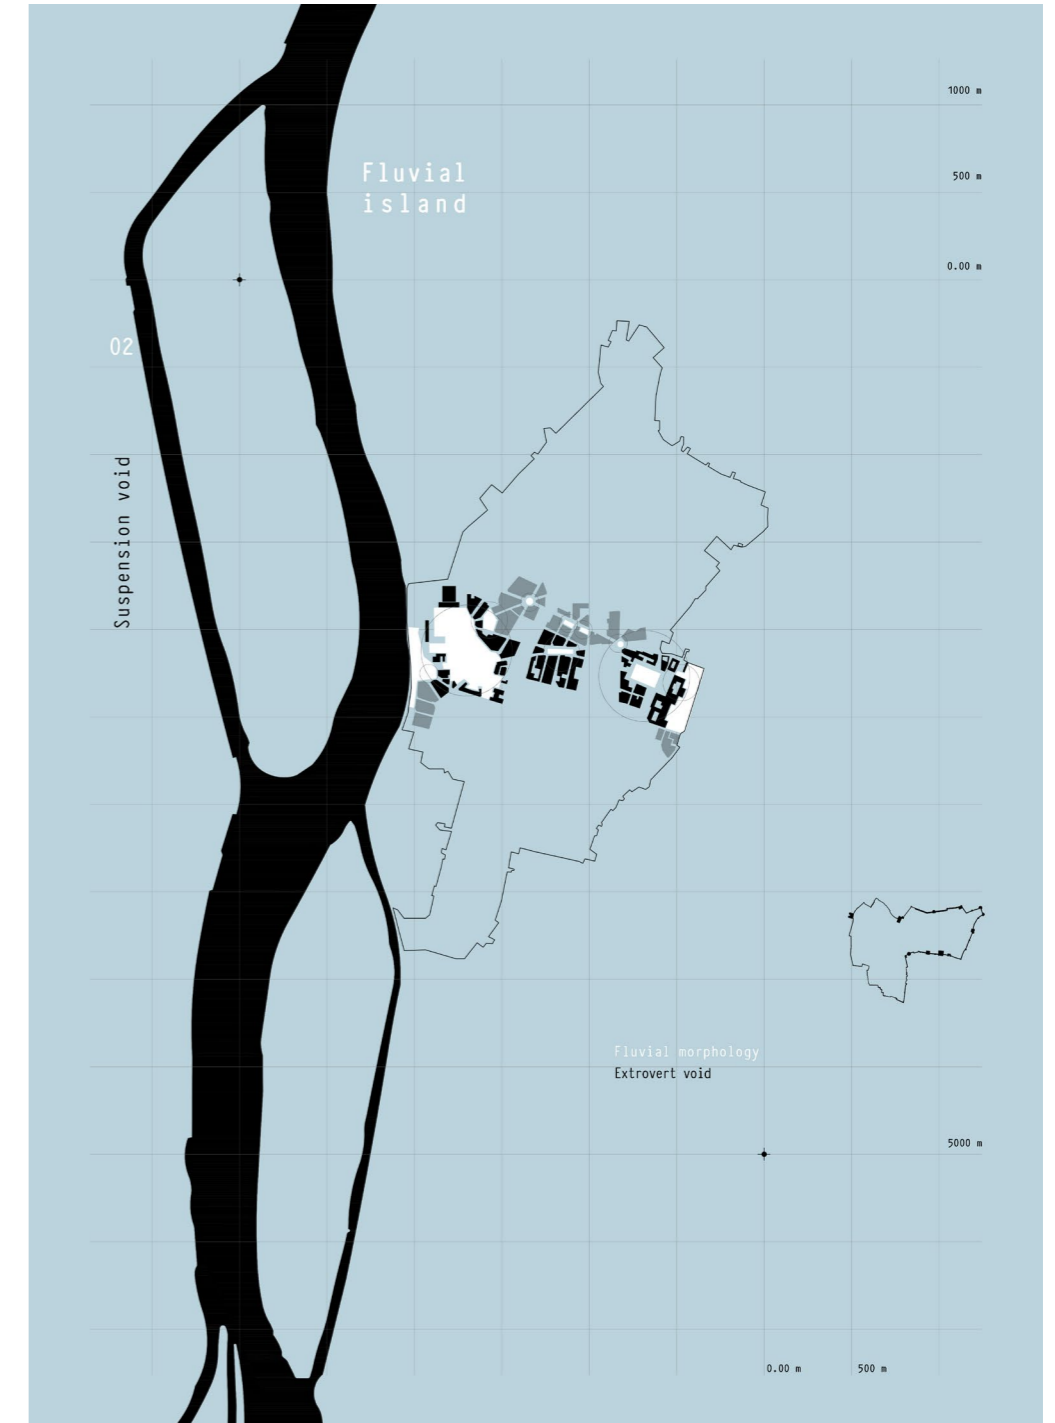 1000 m
Fluvial
island
500 m
0.00 m
02
Suspension void
Fluvial morphology
Extrovert void
5000 m
0.00 m
500 m